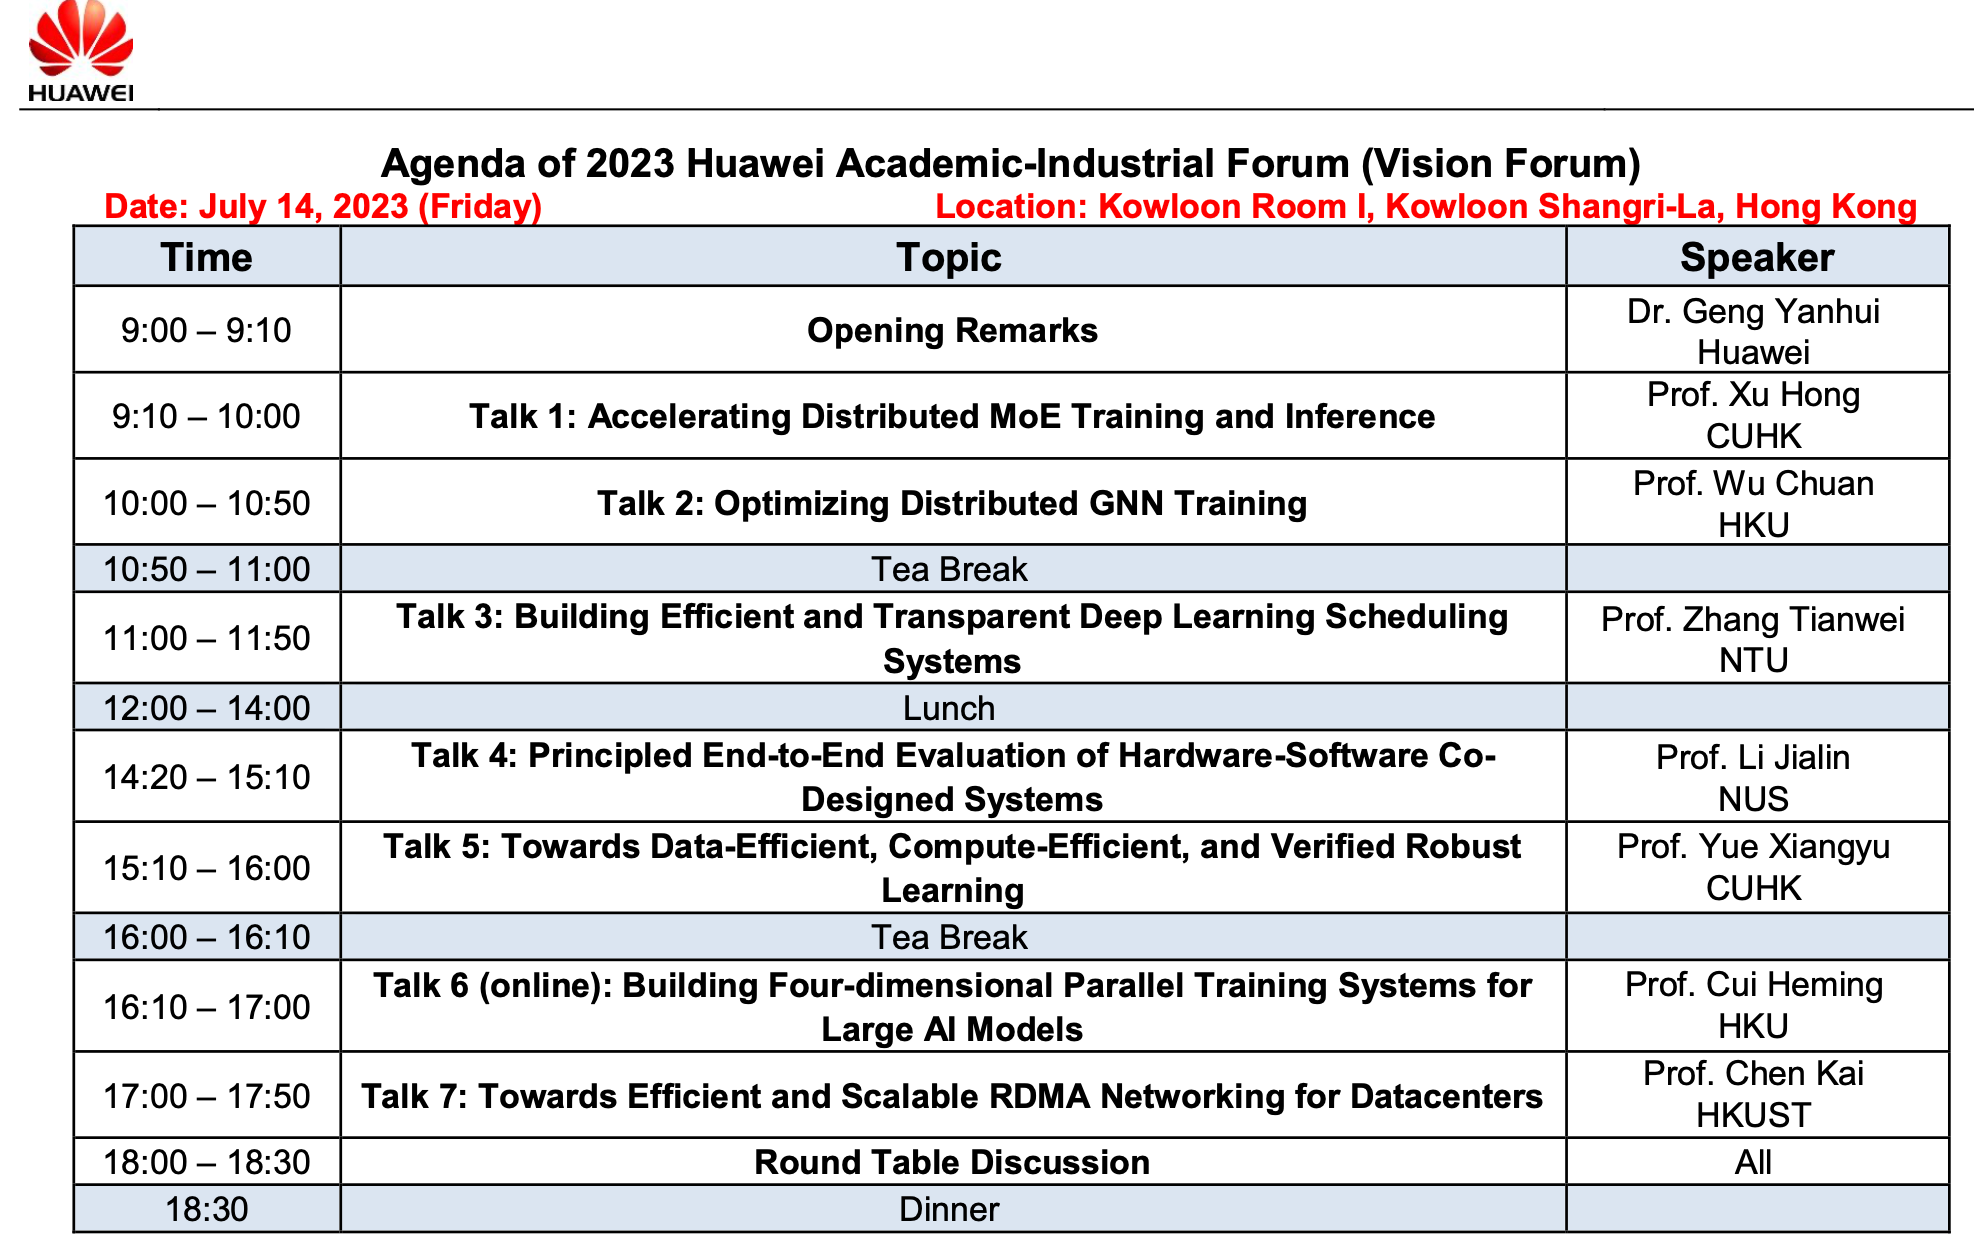 HUAWEI
Agenda of 2023 Huawei Academic-Industrial Forum (Vision Forum)
Date: July 14, 2023 (Friday)
Location: Kowloon Room I, Kowloon Shangri-La, Hong Kong
Time
Topic
Speaker
9:00 – 9:10
Opening Remarks
Dr. Geng Yanhui
Huawei
9:10 – 10:00
Talk 1: Accelerating Distributed MoE Training and Inference
Prof. Xu Hong
CUHK
10:00 – 10:50
Talk 2: Optimizing Distributed GNN Training
Prof. Wu Chuan
HKU
10:50 – 11:00
Tea Break
11:00 – 11:50
Talk 3: Building Efficient and Transparent Deep Learning Scheduling
Systems
Prof. Zhang Tianwei
NTU
12:00 – 14:00
Lunch
14:20 – 15:10
Talk 4: Principled End-to-End Evaluation of Hardware-Software Co-
Designed Systems
Prof. Li Jialin
NUS
15:10 – 16:00
Talk 5: Towards Data-Efficient, Compute-Efficient, and Verified Robust
Learning
Prof. Yue Xiangyu
CUHK
16:00 – 16:10
Tea Break
16:10 – 17:00
Talk 6 (online): Building Four-dimensional Parallel Training Systems for
Large AI Models
Prof. Cui Heming
HKU
17:00 – 17:50
Talk 7: Towards Efficient and Scalable RDMA Networking for Datacenters
Prof. Chen Kai
HKUST
18:00 – 18:30
Round Table Discussion
All
18:30
Dinner